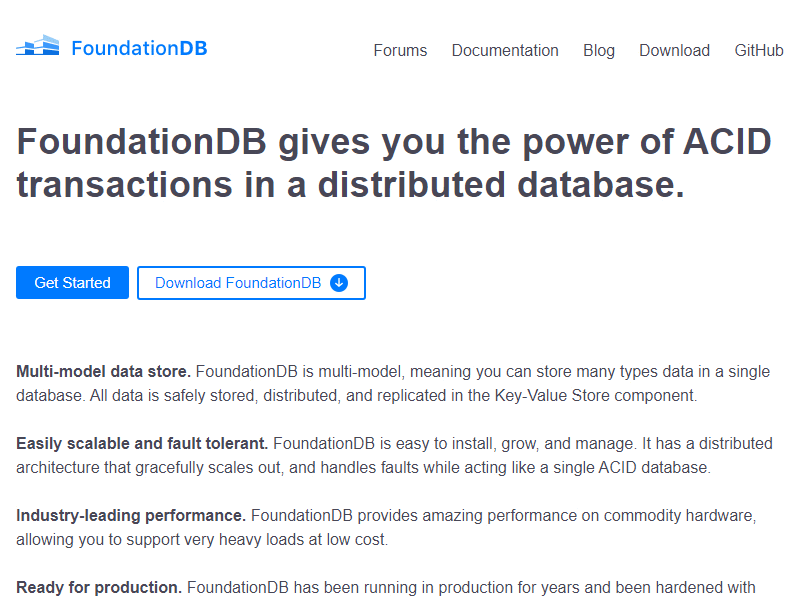 FoundationDB
Forums Documentation Blog Download GitHub
FoundationDB gives you the power of ACID
transactions in a distributed database.
Get Started Download FoundationDB
Multi-model data store. FoundationDB is multi-model, meaning you can store many types data in a single
database. All data is safely stored, distributed, and replicated in the Key-Value Store component.
Easily scalable and fault tolerant. FoundationDB is easy to install, grow, and manage. It has a distributed
architecture that gracefully scales out, and handles faults while acting like a single ACID database.
Industry-leading performance. FoundationDB provides amazing performance on commodity hardware,
allowing you to support very heavy loads at low cost.
Ready for production. FoundationDB has been running in production for years and been hardened with